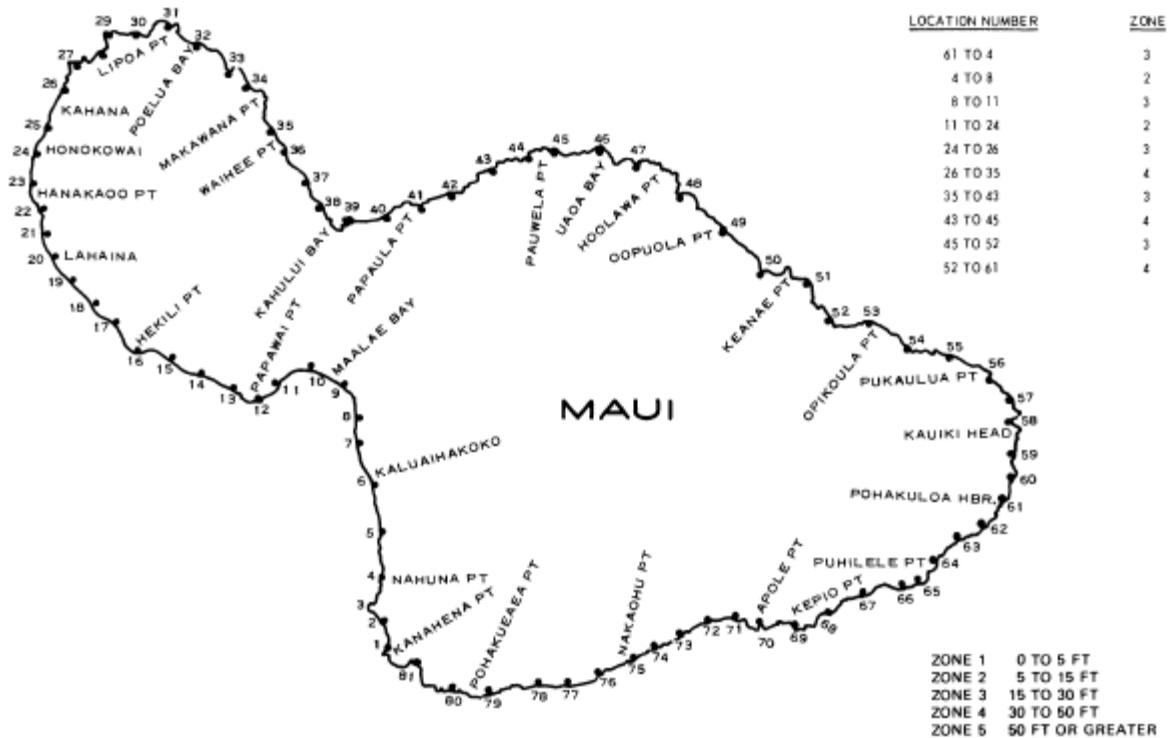 LOCATION NUMBER ZONE
61 TO 4 3
4 TO 8 2
8 TO 11 3
11 TO 24 2
24 TO 26 3
26 TO 35 4
35 TO 43 3
43 TO 45 4
45 TO 52 3
52 TO 61 4
31
29
30
32
27
LIPOA PT
33
POELUA BAY
34
26
KAHANA
MAKAWANA PT
25
35
24
HONOKOWAI
36
WAIHEE PT
23
HANAKAOO PT
37
22
38
39
40
41
42
43
44
45
46
47
48
49
50
51
52
53
54
55
56
57
58
59
60
61
62
63
64
65
66
67
68
69
70
71
72
73
74
75
76
77
78
79
80
81
21
20
LAHAINA
19
18
17
HEKILI PT
16
15
14
13
12
PAPAWAI PT
11
10
9
MAALAE BAY
KAHULUI BAY
PAPAULA PT
PAUWELA PT
UAOA BAY
HOOLAWA PT
OOPUOLA PT
KEANAE PT
OPIKOULA PT
PUKAULUA PT
KAUIKI HEAD
POHAKULOA HBR.
PUHILELE PT
KEPIO PT
APOLE PT
NAKAOHU PT
POHAKUEAEA PT
KANAHENA PT
NAHUNA PT
KALUAIHAKOKO
MAUI
8
7
6
5
4
3
2
1
ZONE 1 0 TO 5 FT
ZONE 2 5 TO 15 FT
ZONE 3 15 TO 30 FT
ZONE 4 30 TO 50 FT
ZONE 5 50 FT OR GREATER